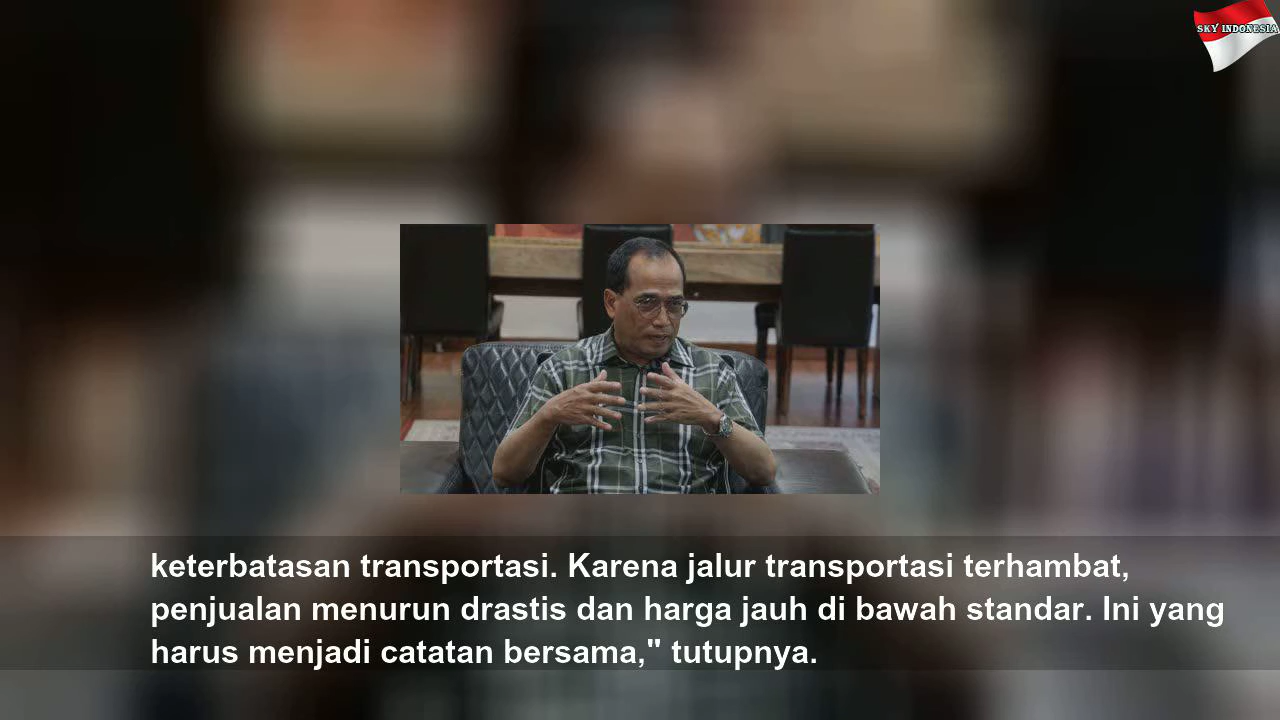 SKY INDONESIA
keterbatasan transportasi. Karena jalur transportasi terhambat,
penjualan menurun drastis dan harga jauh di bawah standar. Ini yang
harus menjadi catatan bersama," tutupnya.